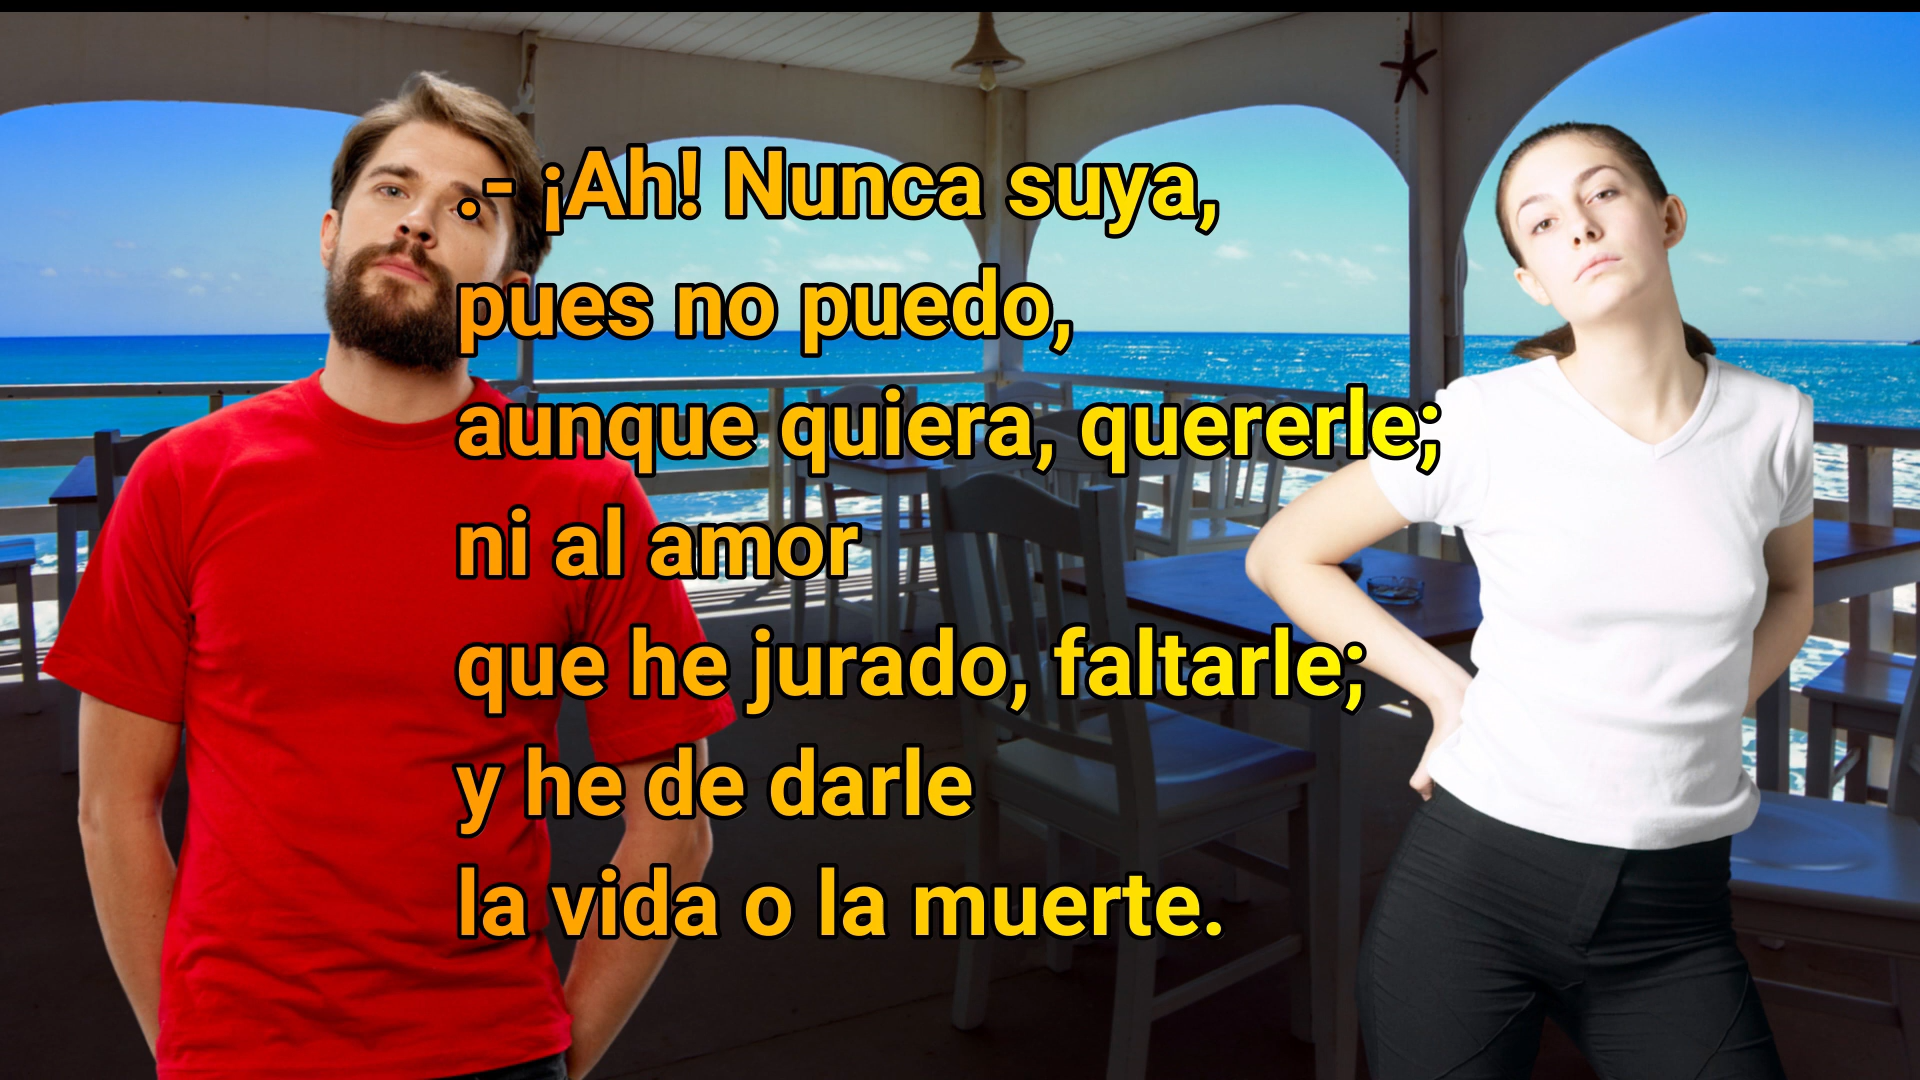 .- ¡Ah! Nunca suya,
pues no puedo,
aunque quiera, quererle;
ni al amor
que he jurado, faltarle;
y he de darle
la vida o la muerte.